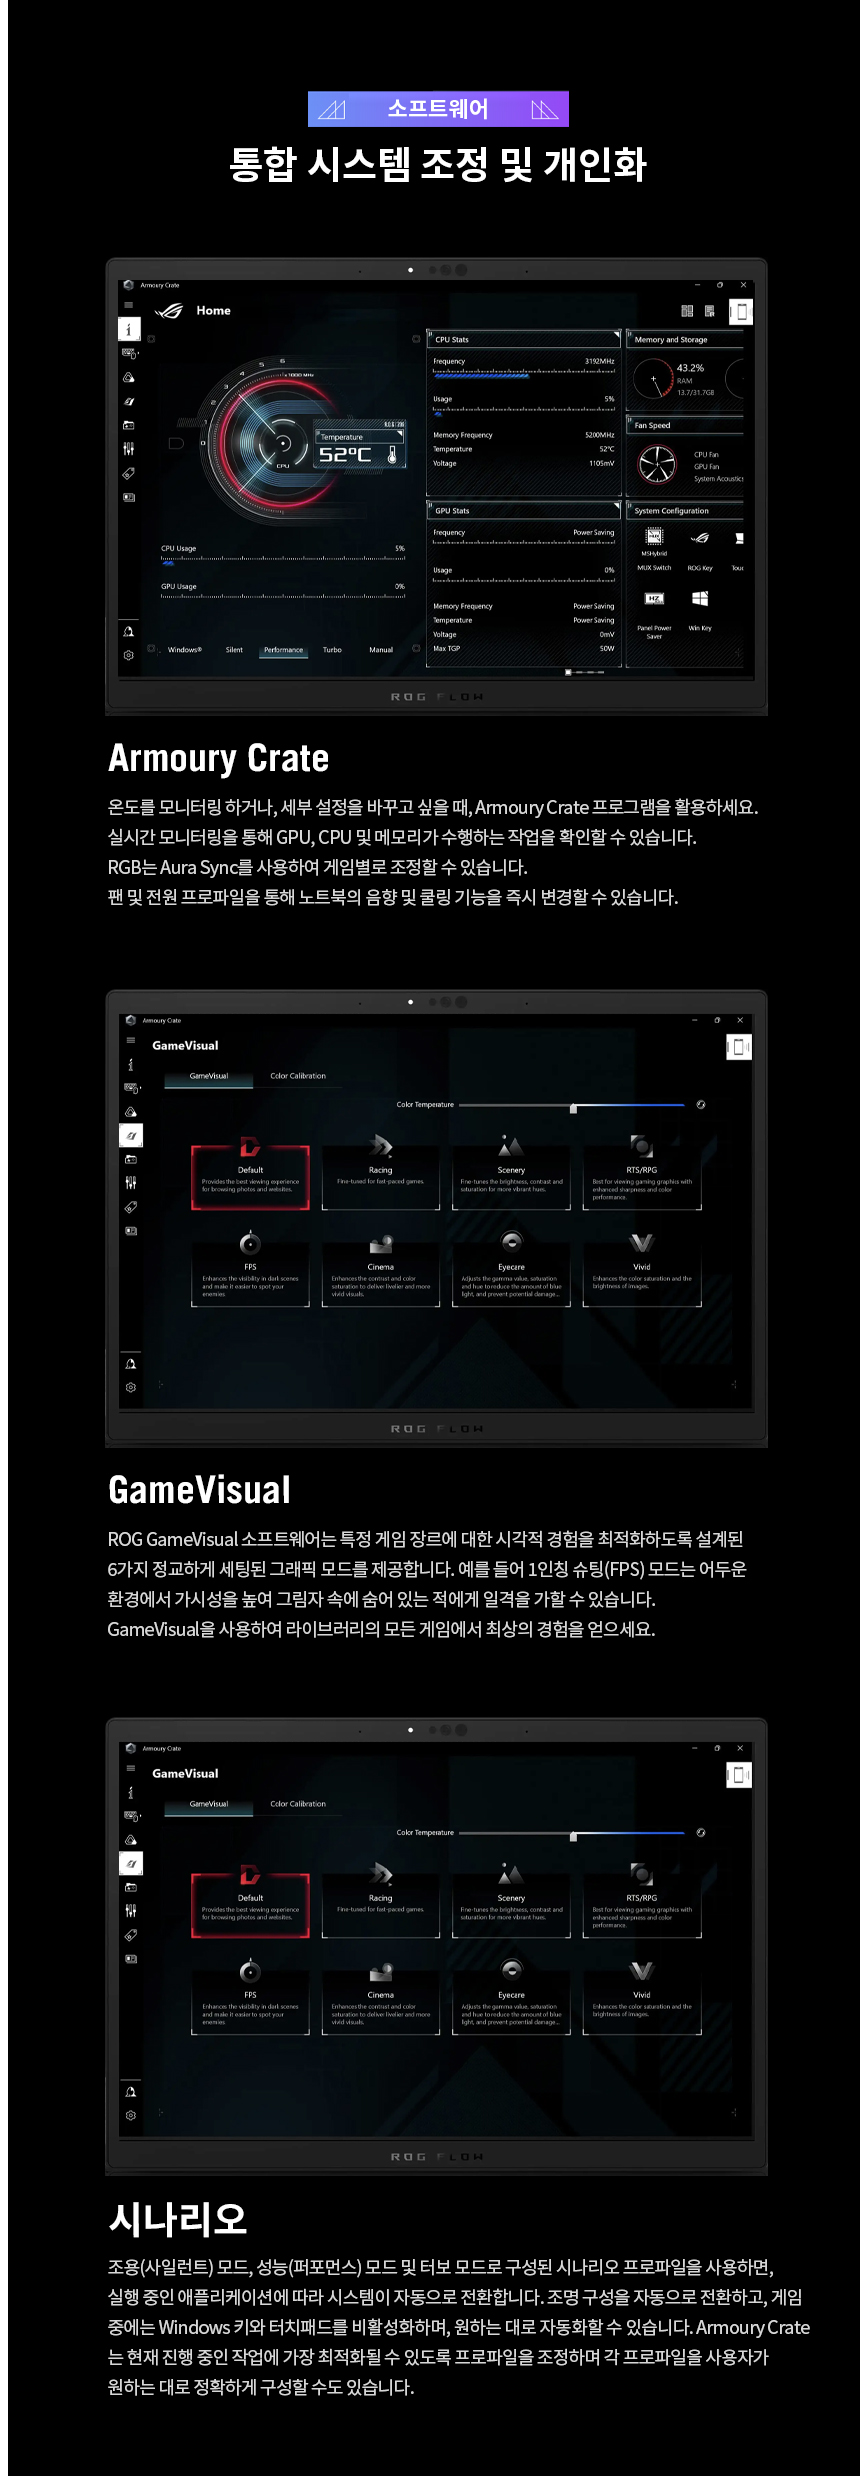 소프트웨어
통합 시스템 조정 및 개인화
Armoury Crate
Home
CPU Stats
Frequency 3192MHz
Usage 5%
Memory Frequency 5200MHz
Temperature 52℃
Voltage 1105mV
Memory and Storage
43.2%
RAM
13.7/31.7GB
Fan Speed
CPU Fan
GPU Fan
System Acoustics
0 1 2 3 4 5 6
x1000 MHz
Temperature
52℃
CPU
CPU Usage 5%
GPU Usage 0%
GPU Stats
Frequency Power Saving
Usage 0%
Memory Frequency Power Saving
Temperature Power Saving
Voltage 0mV
Max TGP 50W
System Configuration
MSHybrid
MUX Switch ROG Key Touc
HZ
Panel Power Saver Win Key
Windows® Silent Performance Turbo Manual
ROG FLOW
Armoury Crate
온도를 모니터링 하거나, 세부 설정을 바꾸고 싶을 때, Armoury Crate 프로그램을 활용하세요.
실시간 모니터링을 통해 GPU, CPU 및 메모리가 수행하는 작업을 확인할 수 있습니다.
RGB는 Aura Sync를 사용하여 게임별로 조정할 수 있습니다.
팬 및 전원 프로파일을 통해 노트북의 음향 및 쿨링 기능을 즉시 변경할 수 있습니다.
Armoury Crate
GameVisual
GameVisual Color Calibration
Color Temperature
Default
Provides the best viewing experience
for browsing photos and websites.
Racing
Fine-tuned for fast-paced games.
Scenery
Fine-tunes the brightness, contrast and
saturation for more vibrant hues.
RTS/RPG
Best for viewing gaming graphics with
enhanced sharpness and color
performance.
FPS
Enhances the visibility in dark scenes
and make it easier to spot your
enemies
Cinema
Enhances the contrast and color
saturation to deliver livelier and more
vivid visuals.
Eyecare
Adjusts the gamma value, saturation
and hue to reduce the amount of blue
light, and prevent potential damage...
Vivid
Enhances the color saturation and the
brightness of images.
ROG FLOW
GameVisual
ROG GameVisual 소프트웨어는 특정 게임 장르에 대한 시각적 경험을 최적화하도록 설계된
6가지 정교하게 세팅된 그래픽 모드를 제공합니다. 예를 들어 1인칭 슈팅(FPS) 모드는 어두운
환경에서 가시성을 높여 그림자 속에 숨어 있는 적에게 일격을 가할 수 있습니다.
GameVisual을 사용하여 라이브러리의 모든 게임에서 최상의 경험을 얻으세요.
Armoury Crate
GameVisual
GameVisual Color Calibration
Color Temperature
Default
Provides the best viewing experience
for browsing photos and websites.
Racing
Fine-tuned for fast-paced games.
Scenery
Fine-tunes the brightness, contrast and
saturation for more vibrant hues.
RTS/RPG
Best for viewing gaming graphics with
enhanced sharpness and color
performance.
FPS
Enhances the visibility in dark scenes
and make it easier to spot your
enemies
Cinema
Enhances the contrast and color
saturation to deliver livelier and more
vivid visuals.
Eyecare
Adjusts the gamma value, saturation
and hue to reduce the amount of blue
light, and prevent potential damage...
Vivid
Enhances the color saturation and the
brightness of images.
ROG FLOW
시나리오
조용(사일런트) 모드, 성능(퍼포먼스) 모드 및 터보 모드로 구성된 시나리오 프로파일을 사용하면,
실행 중인 애플리케이션에 따라 시스템이 자동으로 전환합니다. 조명 구성을 자동으로 전환하고, 게임
중에는 Windows 키와 터치패드를 비활성화하며, 원하는 대로 자동화할 수 있습니다. Armoury Crate
는 현재 진행 중인 작업에 가장 최적화될 수 있도록 프로파일을 조정하며 각 프로파일을 사용자가
원하는 대로 정확하게 구성할 수도 있습니다.